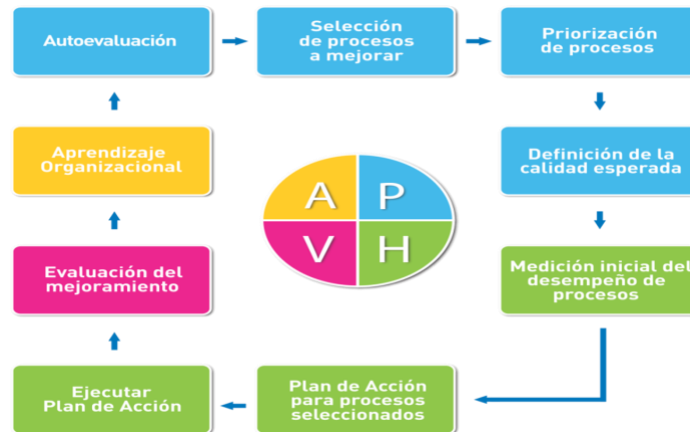 Autoevaluación
Selección
de procesos
a mejorar
Priorización
de procesos
Aprendizaje
Organizacional
A P
V H
Definición de la
calidad esperada
Evaluación del
mejoramiento
Medición inicial del
desempeño de
procesos
Ejecutar
Plan de Acción
Plan de Acción
para procesos
seleccionados